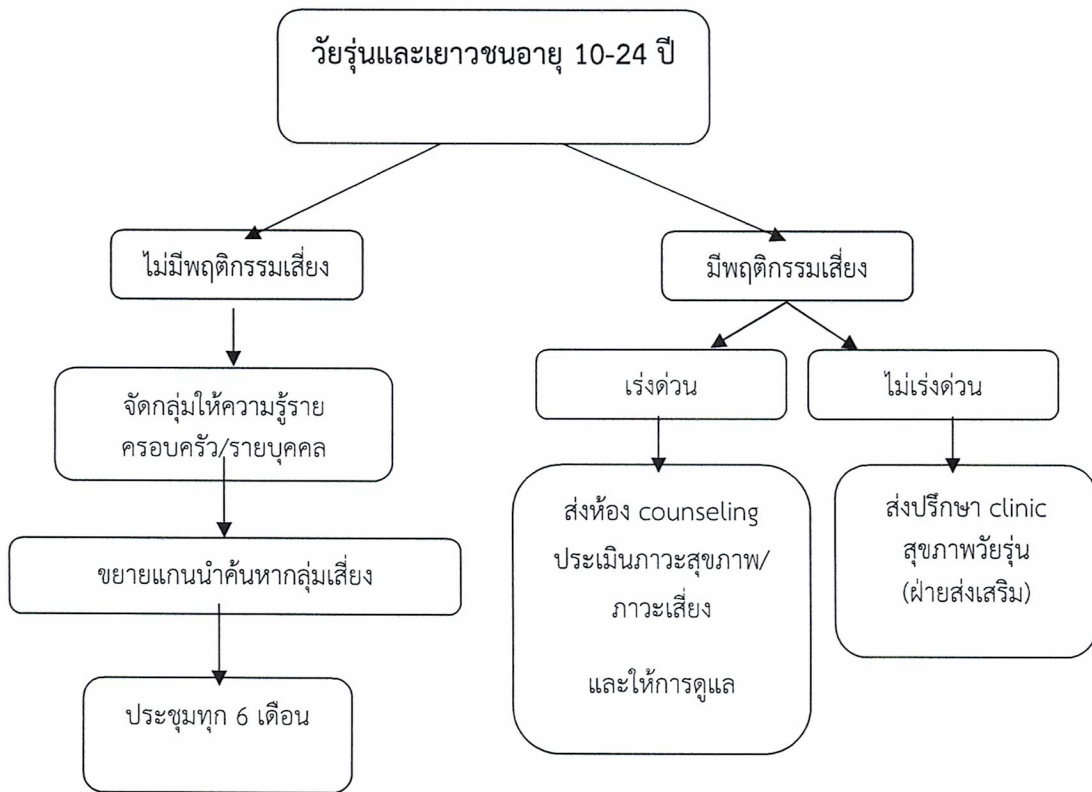 วัยรุ่นและเยาวชนอายุ 10-24 ปี
ไม่มีพฤติกรรมเสี่ยง
มีพฤติกรรมเสี่ยง
จัดกลุ่มให้ความรู้ราย
ครอบครัว/รายบุคคล
เร่งด่วน
ไม่เร่งด่วน
ขยายแกนนำค้นหากลุ่มเสี่ยง
ส่งห้อง counseling
ประเมินภาวะสุขภาพ/
ภาวะเสี่ยง
และให้การดูแล
ส่งปรึกษา clinic
สุขภาพวัยรุ่น
(ฝ่ายส่งเสริม)
ประชุมทุก 6 เดือน